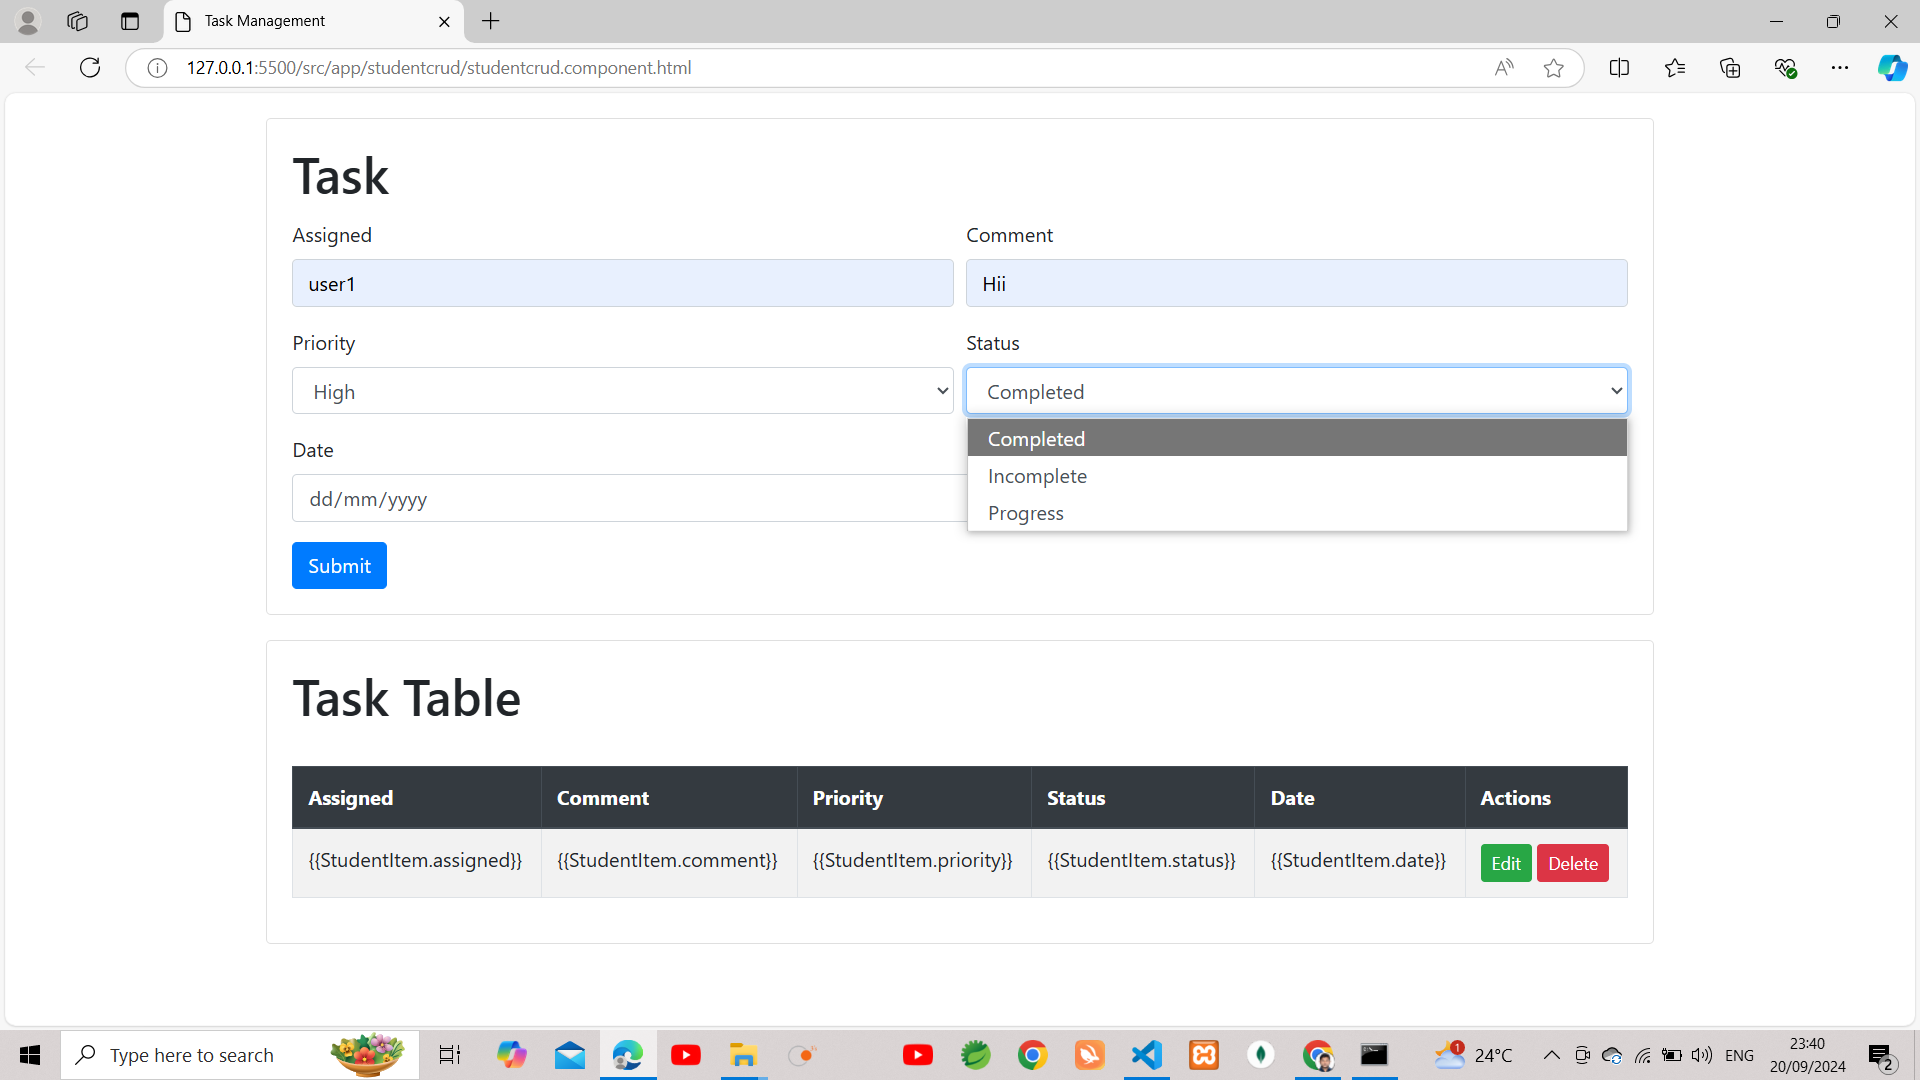 Task Management
127.0.0.1:5500/src/app/studentcrud/studentcrud.component.html
Task
Assigned
Comment
user1
Hii
Priority
Status
High
Completed
Completed
Date
Incomplete
dd/mm/yyyy
Progress
Submit
Task Table
Assigned Comment Priority Status Date Actions
{{StudentItem.assigned}} {{StudentItem.comment}} {{StudentItem.priority}} {{StudentItem.status}} {{StudentItem.date}} Edit Delete
Type here to search
1
24°C
ENG
23:40
20/09/2024
2